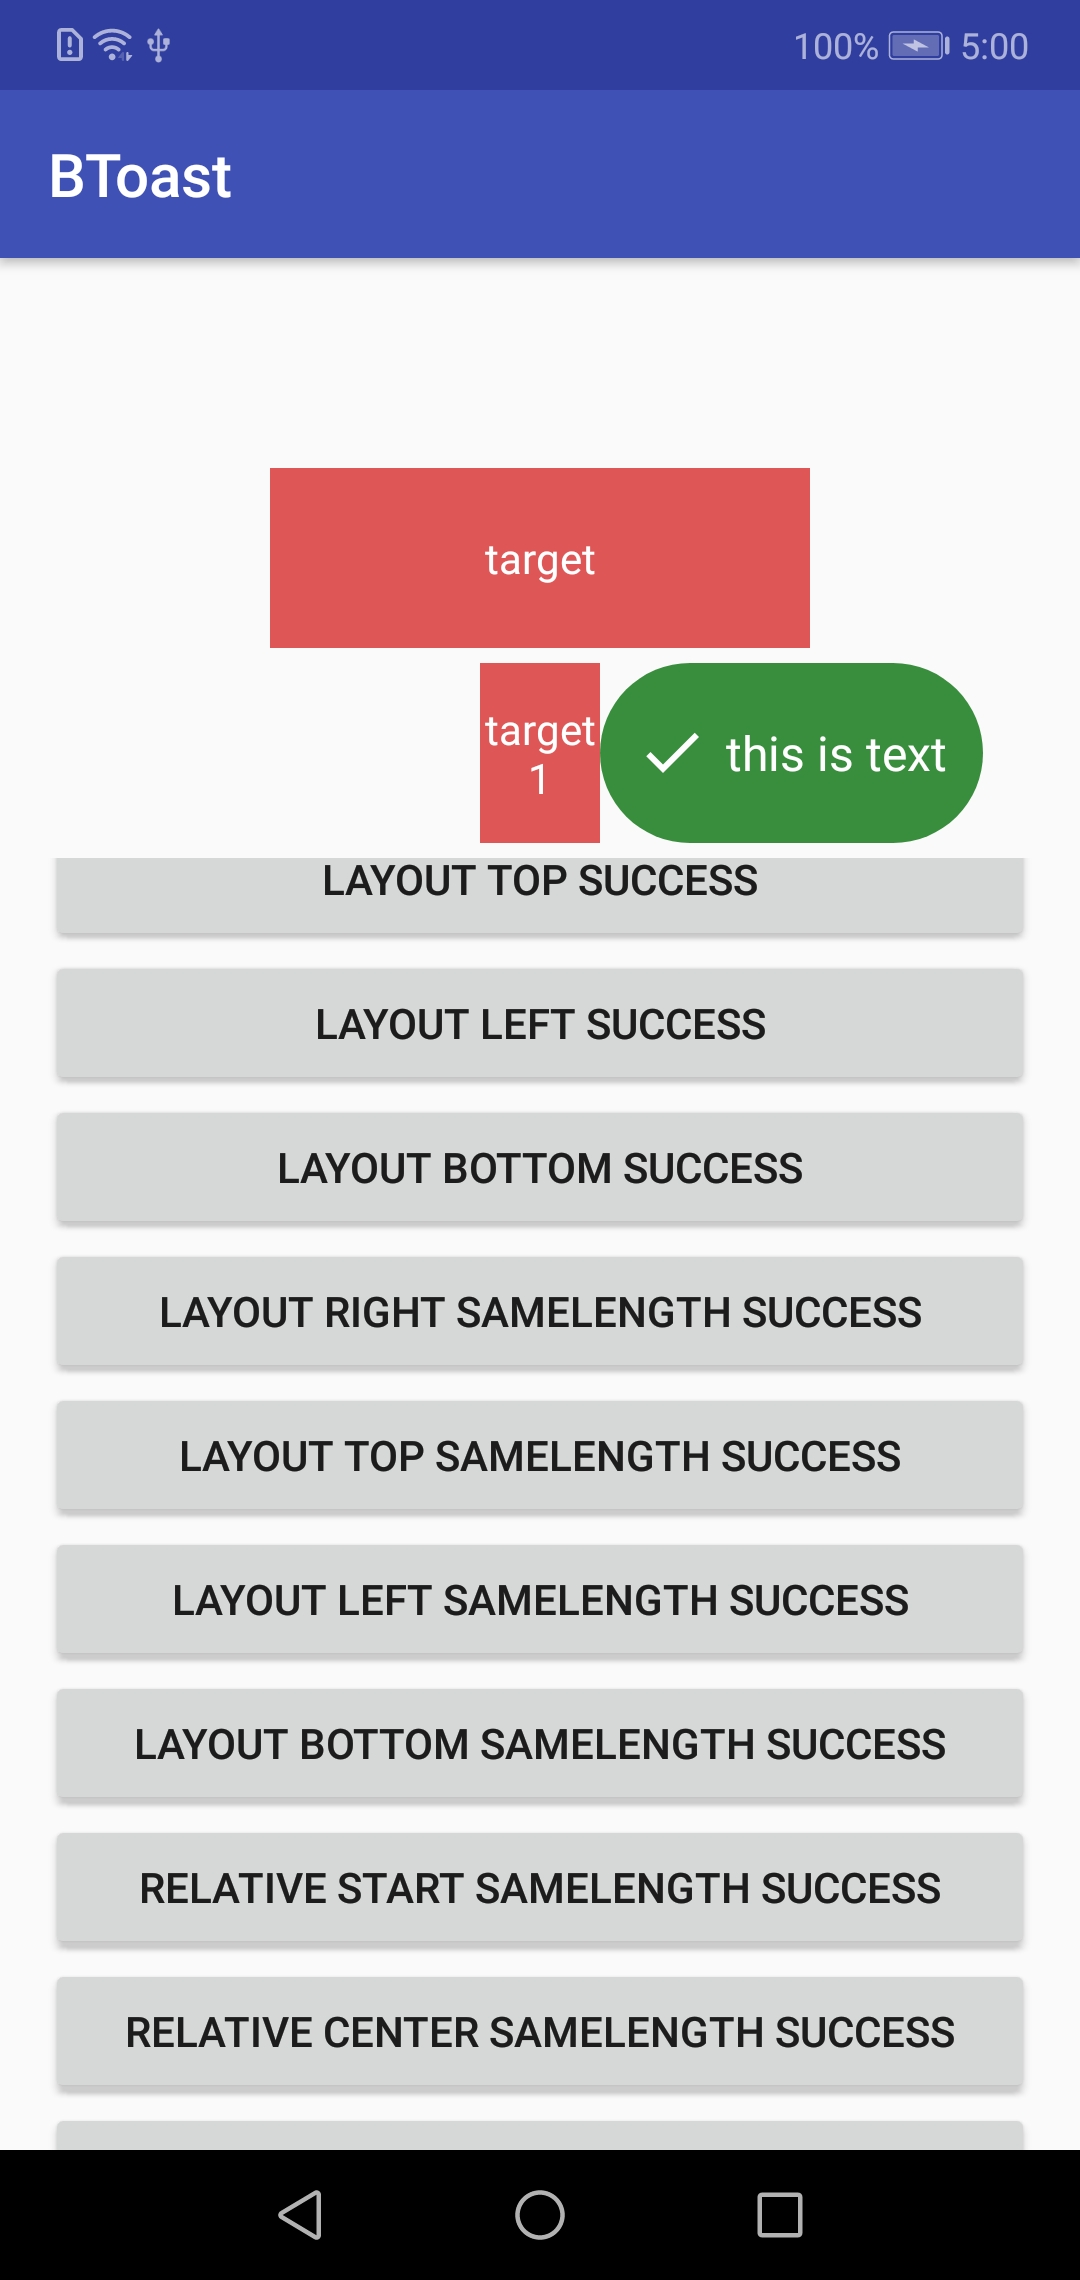 100% 5:00
BToast
target
target
1
this is text
LAYOUT TOP SUCCESS
LAYOUT LEFT SUCCESS
LAYOUT BOTTOM SUCCESS
LAYOUT RIGHT SAMELENGTH SUCCESS
LAYOUT TOP SAMELENGTH SUCCESS
LAYOUT LEFT SAMELENGTH SUCCESS
LAYOUT BOTTOM SAMELENGTH SUCCESS
RELATIVE START SAMELENGTH SUCCESS
RELATIVE CENTER SAMELENGTH SUCCESS